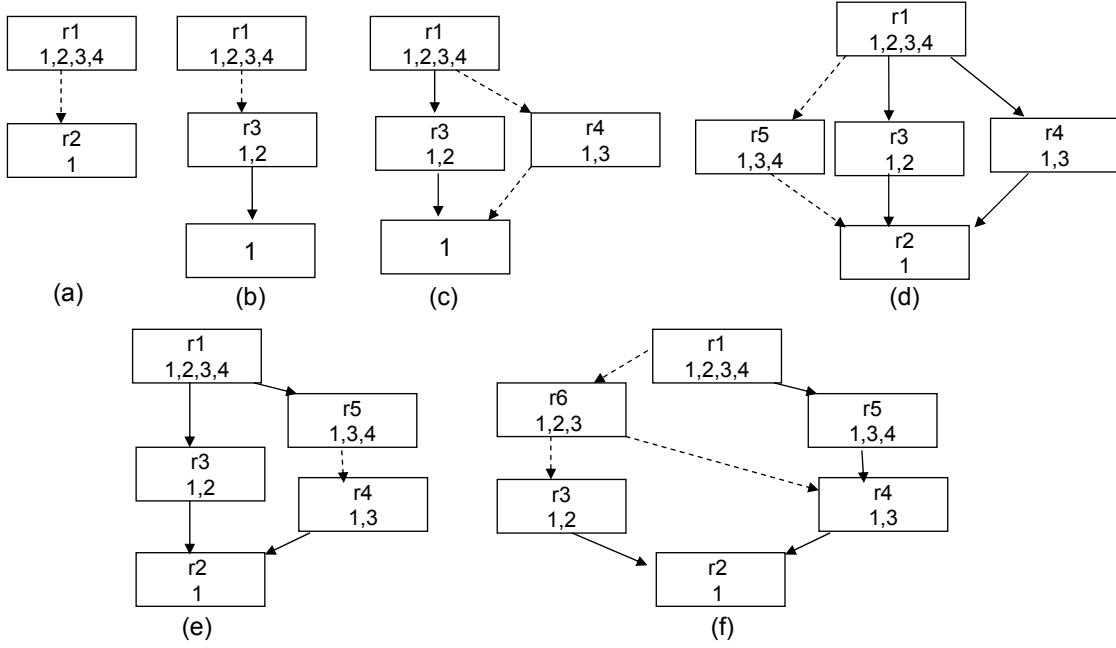 r1
1,2,3,4
r2
1
(a)
r1
1,2,3,4
r3
1,2
1
(b)
r1
1,2,3,4
r3
1,2
r4
1,3
1
(c)
r1
1,2,3,4
r5
1,3,4
r3
1,2
r4
1,3
r2
1
(d)
r1
1,2,3,4
r5
1,3,4
r3
1,2
r4
1,3
r2
1
(e)
r1
1,2,3,4
r6
1,2,3
r5
1,3,4
r3
1,2
r4
1,3
r2
1
(f)